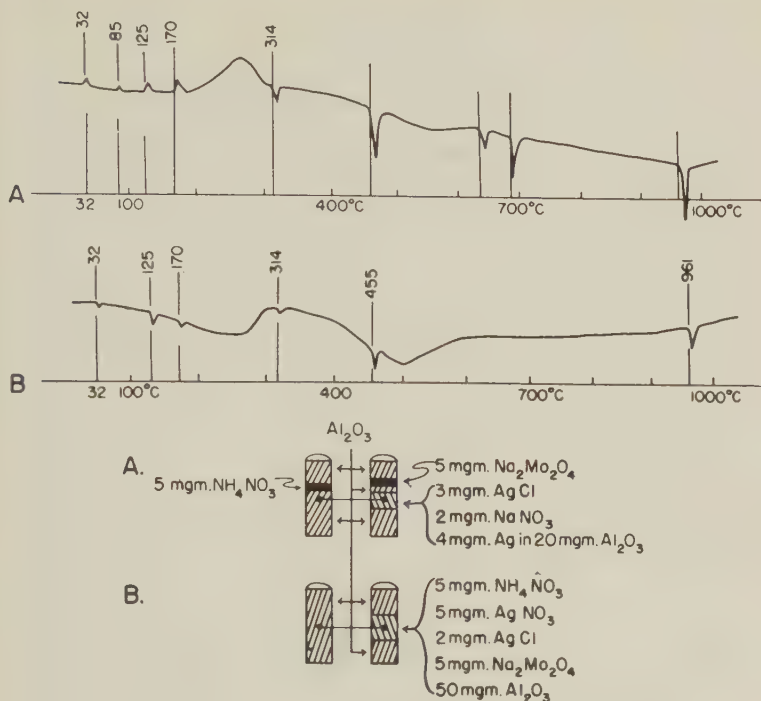 32
85
125
170
314
A
32
100
400°C
700°C
1000°C
32
125
170
314
455
961
B
32
100°C
400
700°C
1000°C
Al2O3
A.
5 mgm. NH4NO3
5 mgm. Na2Mo2O4
3 mgm. AgCl
2 mgm. NaNO3
4 mgm. Ag in 20 mgm. Al2O3
B.
5 mgm. NH4NO3
5 mgm. AgNO3
2 mgm. AgCl
5 mgm. Na2Mo2O4
50 mgm. Al2O3